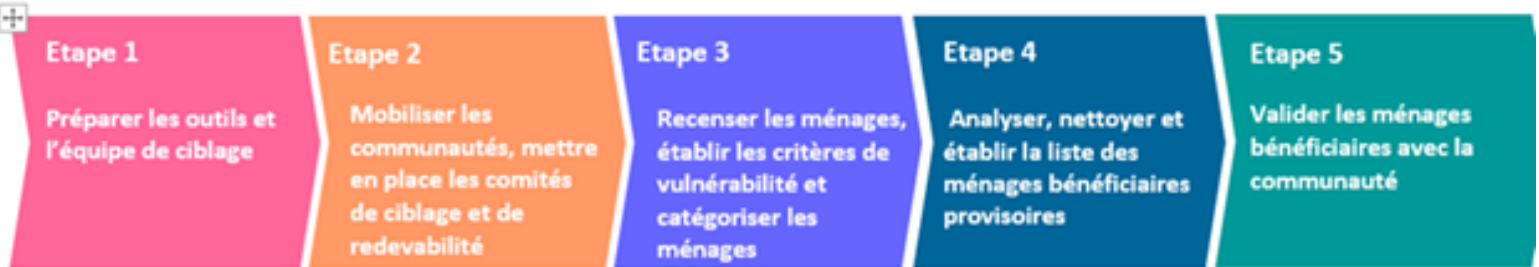 Etape 1
Préparer les outils et
l'équipe de ciblage
Etape 2
Mobiliser les
communautés, mettre
en place les comités
de ciblage et de
redevabilité
Etape 3
Recenser les ménages,
établir les critères de
vulnérabilité et
catégoriser les
ménages
Etape 4
Analyser, nettoyer et
établir la liste des
ménages bénéficiaires
provisoires
Etape 5
Valider les ménages
bénéficiaires avec la
communauté